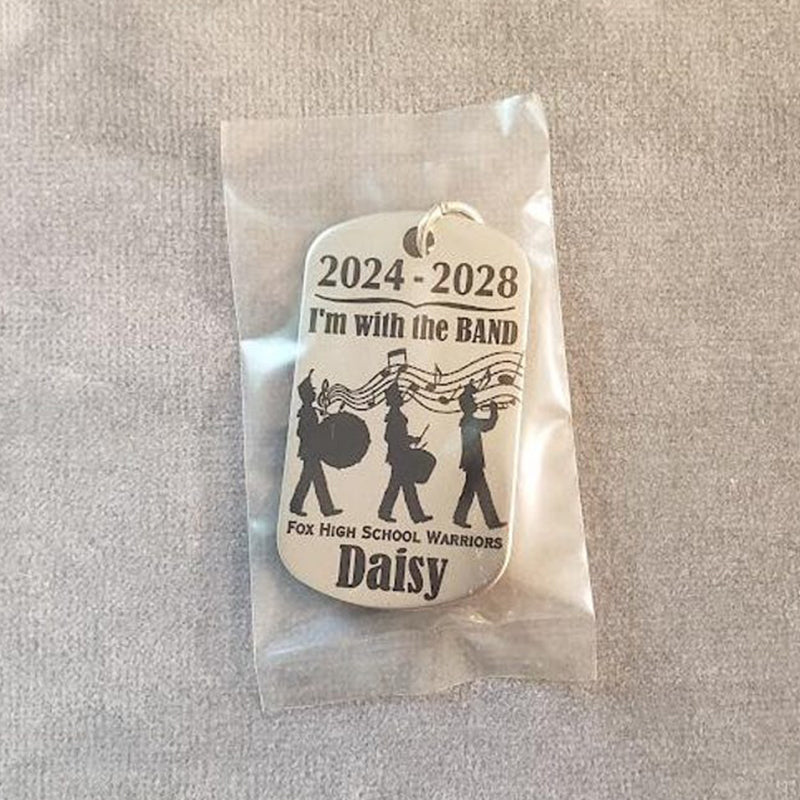 2024 - 2028
I'm with the BAND
Fox High School Warriors
Daisy